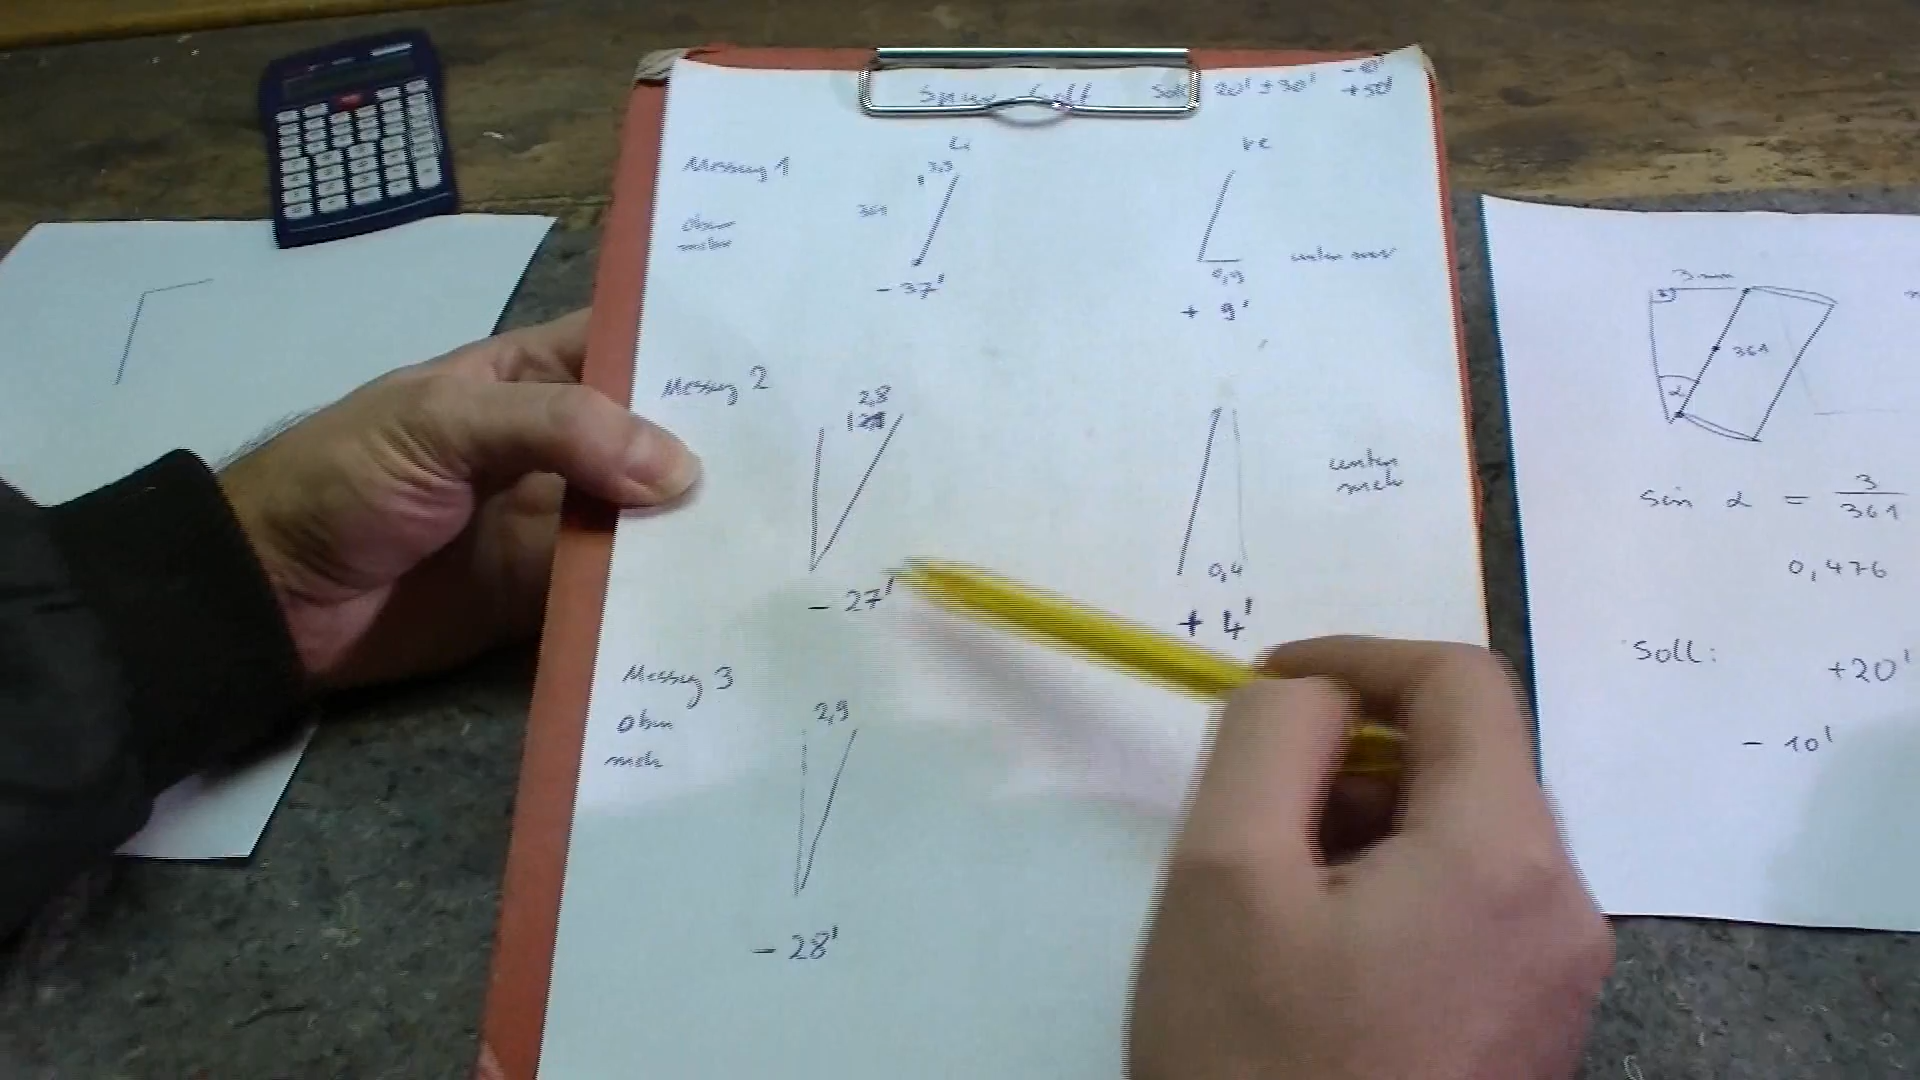 Soll 20' ± 30' -10'
+50'
Li
re
Messung 1
3,9
361
oben
mehr
unten mehr
0,9
- 37'
+ 9'
Messung 2
2,8
unten
mehr
0,4
- 27'
+ 4'
Messung 3
oben
mehr
2,9
- 28'
3 mm
361
α
sin α = 3
361
0,476
Soll: +20'
- 10'